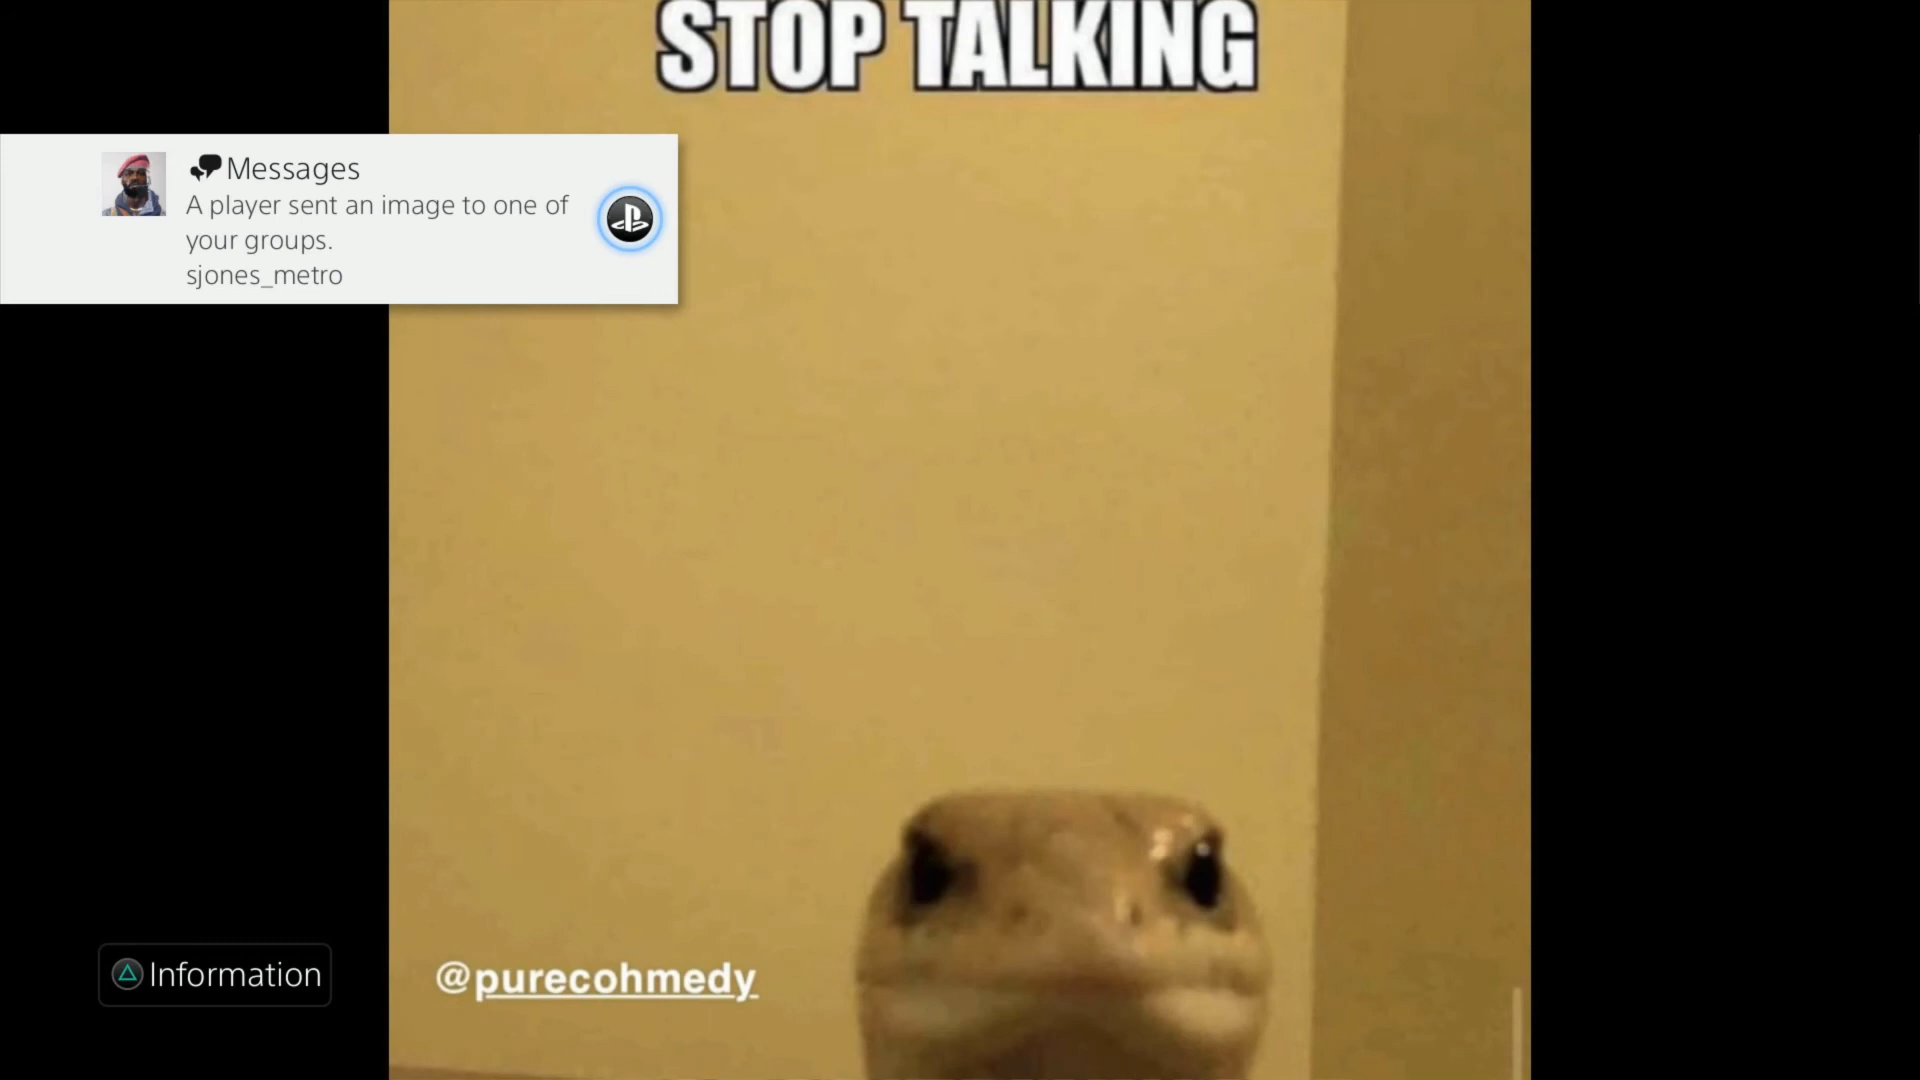 STOP TALKING
Messages
A player sent an image to one of
your groups.
sjones_metro
Information
@purecohmedy